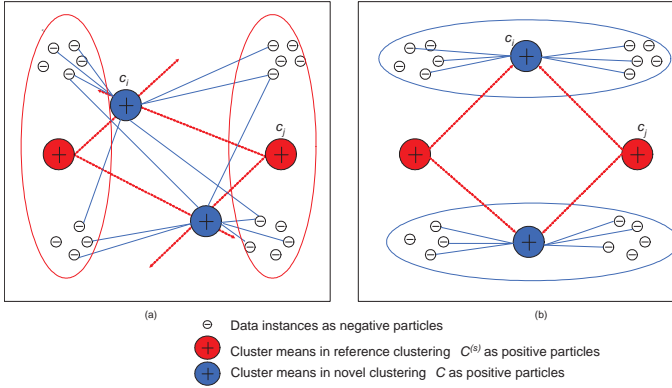 c_i
c_j
c_i
c_j
(a)
(b)
Data instances as negative particles
Cluster means in reference clustering C^(s) as positive particles
Cluster means in novel clustering C as positive particles